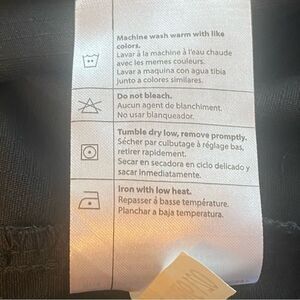 Machine wash warm with like
colors.
Lavar à la machine à l'eau chaude
avec les memes couleurs.
Lavar a maquina con agua tibia
junto a colores similares.
Do not bleach.
Aucun agent de blanchiment.
No usar blanqueador.
Tumble dry low, remove promptly.
Sécher par culbutage à réglage bas,
retirer rapidement.
Secar en secadora en ciclo delicado y
sacar inmediatamente.
Iron with low heat.
Repasser à basse température.
Planchar a baja temperatura.